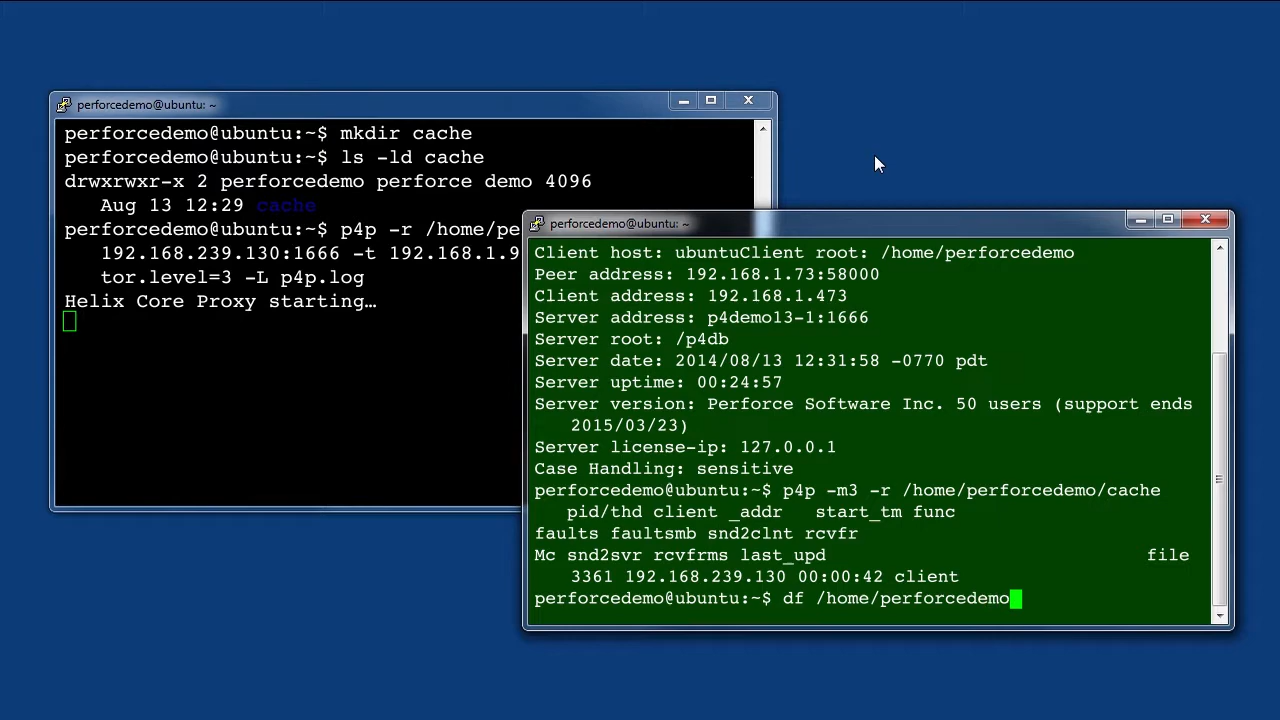 perforcedemo@ubuntu: ~
perforcedemo@ubuntu:~$ mkdir cache
perforcedemo@ubuntu:~$ ls -ld cache
drwxrwxr-x 2 perforcedemo perforce demo 4096
Aug 13 12:29 cache
perforcedemo@ubuntu:~$ p4p -r /home/pe
192.168.239.130:1666 -t 192.168.1.9
tor.level=3 -L p4p.log
Helix Core Proxy starting…
perforcedemo@ubuntu: ~
Client host: ubuntuClient root: /home/perforcedemo
Peer address: 192.168.1.73:58000
Client address: 192.168.1.473
Server address: p4demo13-1:1666
Server root: /p4db
Server date: 2014/08/13 12:31:58 -0770 pdt
Server uptime: 00:24:57
Server version: Perforce Software Inc. 50 users (support ends
2015/03/23)
Server license-ip: 127.0.0.1
Case Handling: sensitive
perforcedemo@ubuntu:~$ p4p -m3 -r /home/perforcedemo/cache
pid/thd client _addr start_tm func
faults faultsmb snd2clnt rcvfr
Mc snd2svr rcvfrms last_upd file
3361 192.168.239.130 00:00:42 client
perforcedemo@ubuntu:~$ df /home/perforcedemo